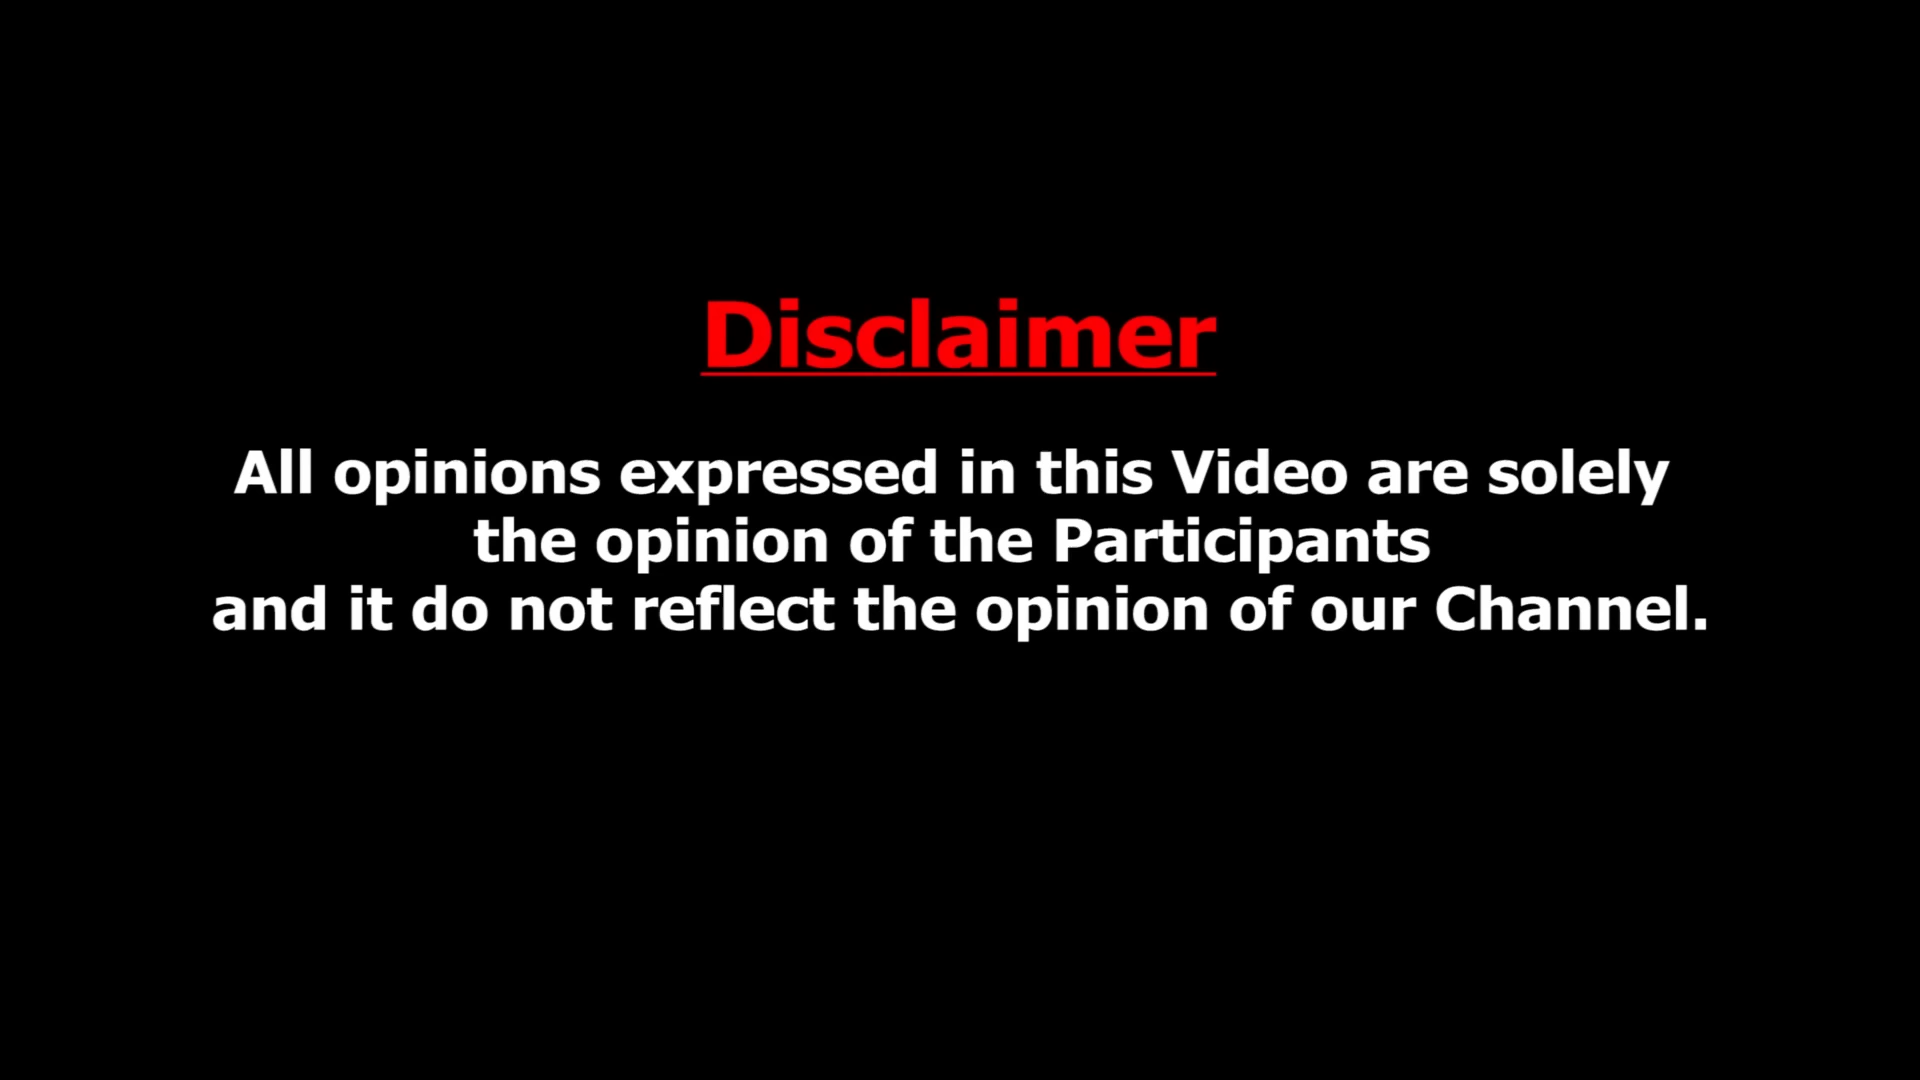 Disclaimer
All opinions expressed in this Video are solely
the opinion of the Participants
and it do not reflect the opinion of our Channel.